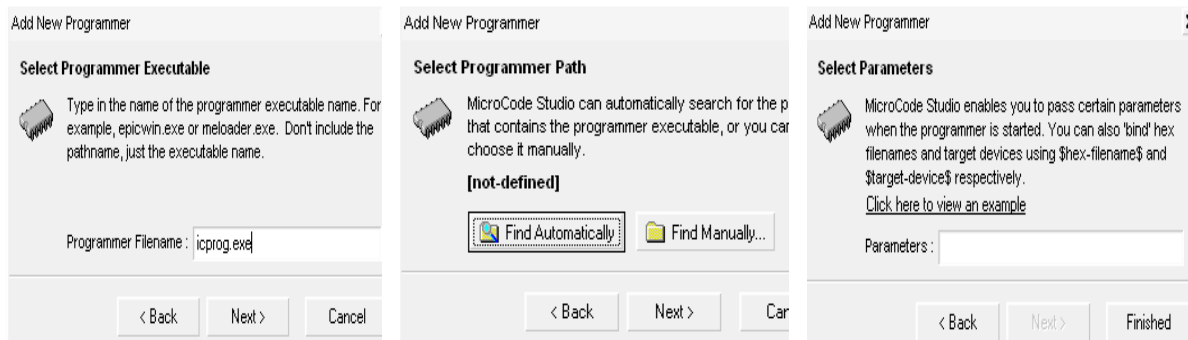 Add New Programmer
Select Programmer Executable
Type in the name of the programmer executable name. For
example, epicwin.exe or meloader.exe. Don't include the
pathname, just the executable name.
Programmer Filename : icprog.exe
< Back Next > Cancel
Add New Programmer
Select Programmer Path
MicroCode Studio can automatically search for the p
that contains the programmer executable, or you can
choose it manually.
[not-defined]
Find Automatically Find Manually...
< Back Next > Car
Add New Programmer
Select Parameters
MicroCode Studio enables you to pass certain parameters
when the programmer is started. You can also 'bind' hex
filenames and target devices using $hex-filename$ and
$target-device$ respectively.
Click here to view an example
Parameters :
< Back Next > Finished